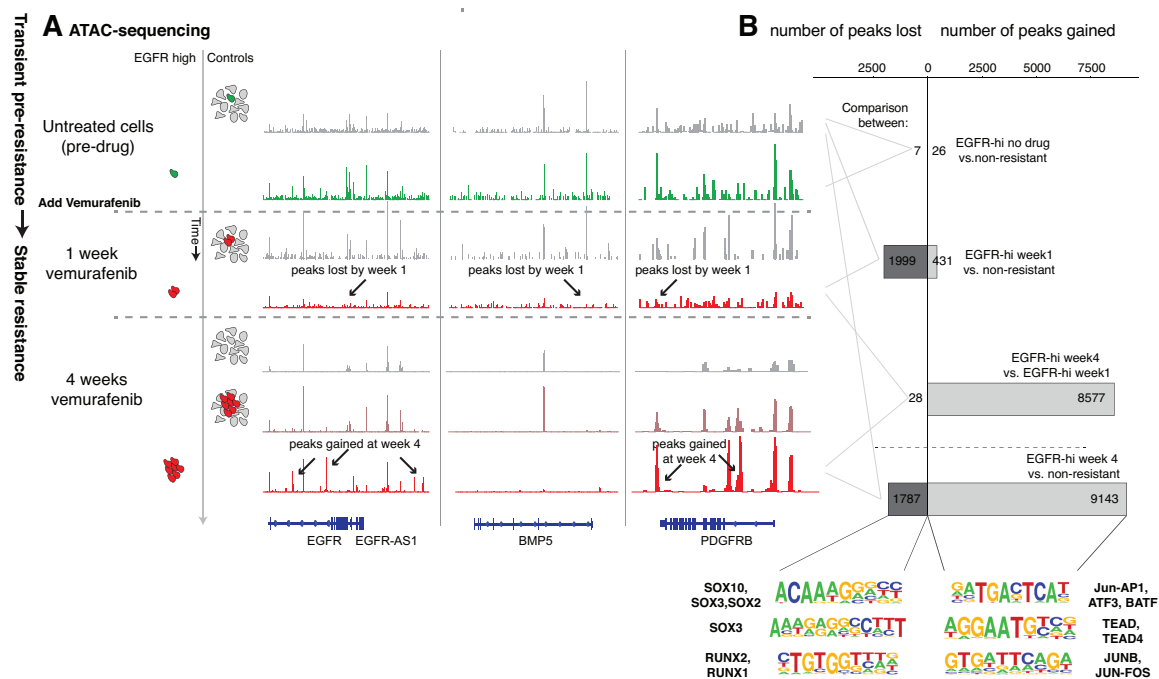 Transient pre-resistance → Stable resistance
A ATAC-sequencing
EGFR high
Controls
Untreated cells
(pre-drug)
Add Vemurafenib
Time
1 week
vemurafenib
peaks lost by week 1
peaks lost by week 1
peaks lost by week 1
4 weeks
vemurafenib
peaks gained at week 4
peaks gained
at week 4
EGFR
EGFR-AS1
BMP5
PDGFRB
B number of peaks lost
number of peaks gained
2500
0
2500
5000
7500
Comparison
between:
7
26
EGFR-hi no drug
vs.non-resistant
1999
431
EGFR-hi week1
vs. non-resistant
EGFR-hi week4
vs. EGFR-hi week1
28
8577
EGFR-hi week 4
vs. non-resistant
1787
9143
SOX10,
SOX3,SOX2
ACAAAG
Jun-AP1,
ATF3, BATF
SOX3
TEAD,
TEAD4
RUNX2,
RUNX1
JUNB,
JUN-FOS